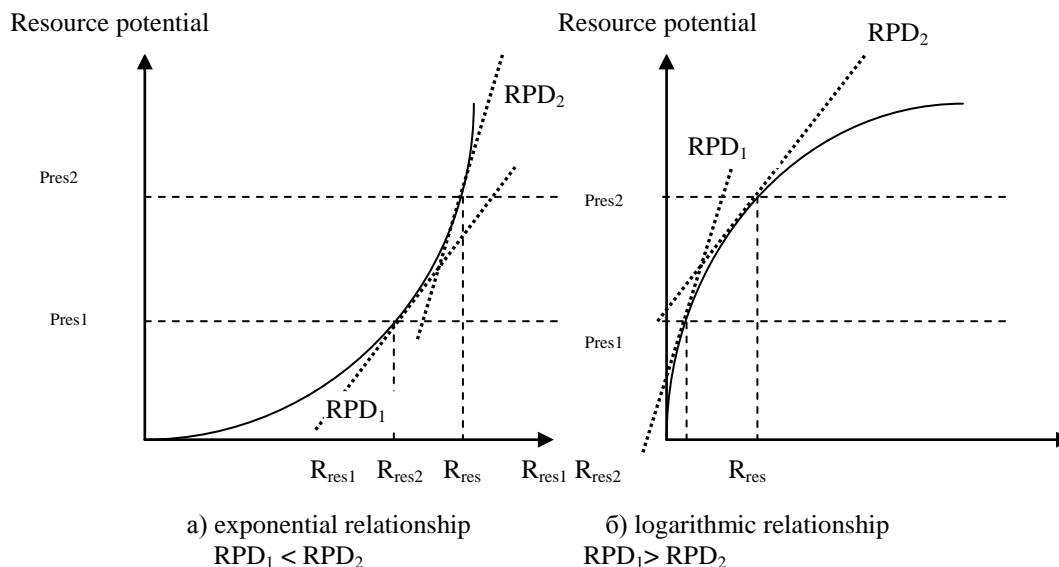 Resource potential
Resource potential
RPD2
RPD2
RPD1
Pres2
Pres2
Pres1
Pres1
RPD1
Rres1 Rres2 Rres Rres1 Rres2 Rres
а) exponential relationship
б) logarithmic relationship
RPD1 < RPD2
RPD1> RPD2